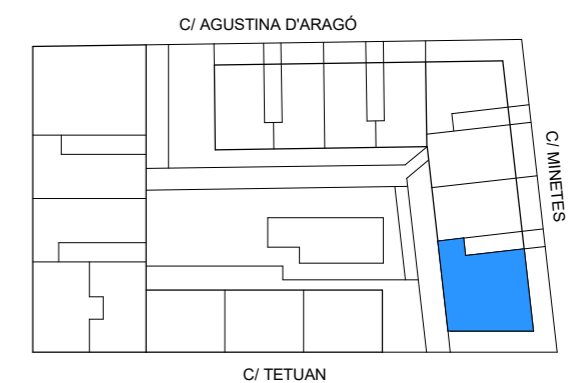 C/ AGUSTINA D'ARAGÓ
C/ MINETES
C/ TETUAN